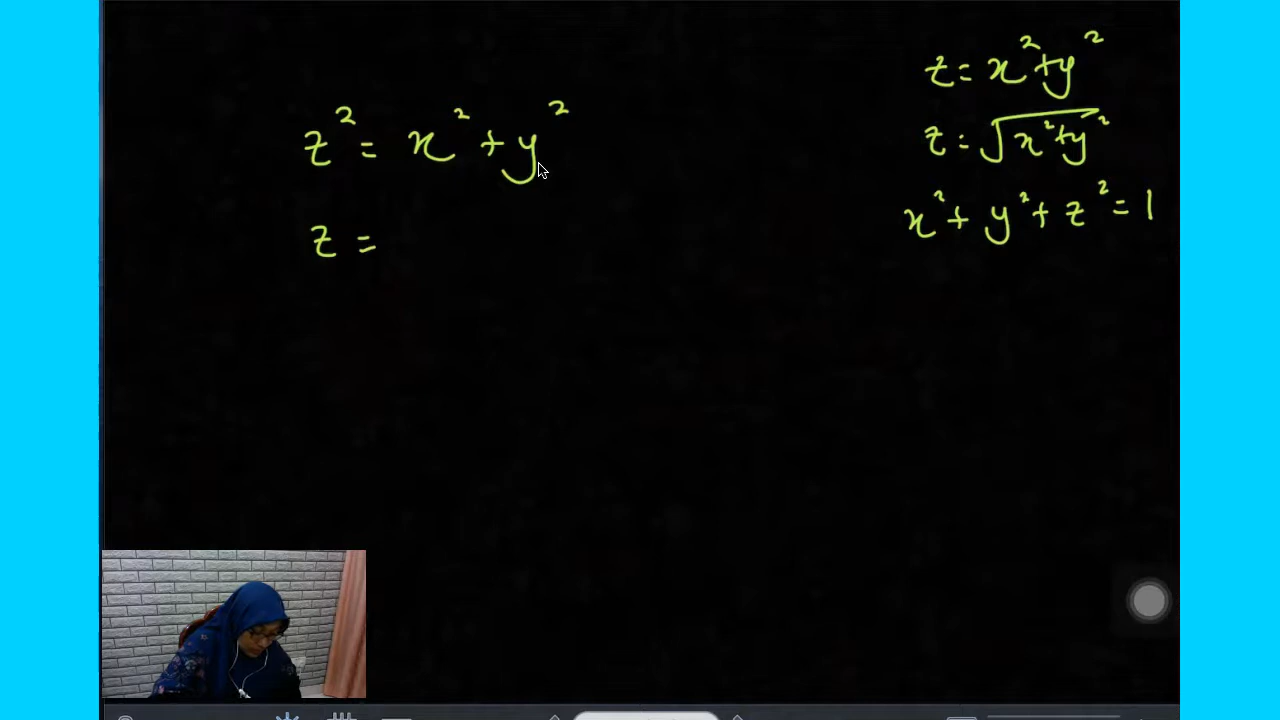 z² = x² + y²
z =
z = x² + y²
z = √x² + y²
x² + y² + z² = 1